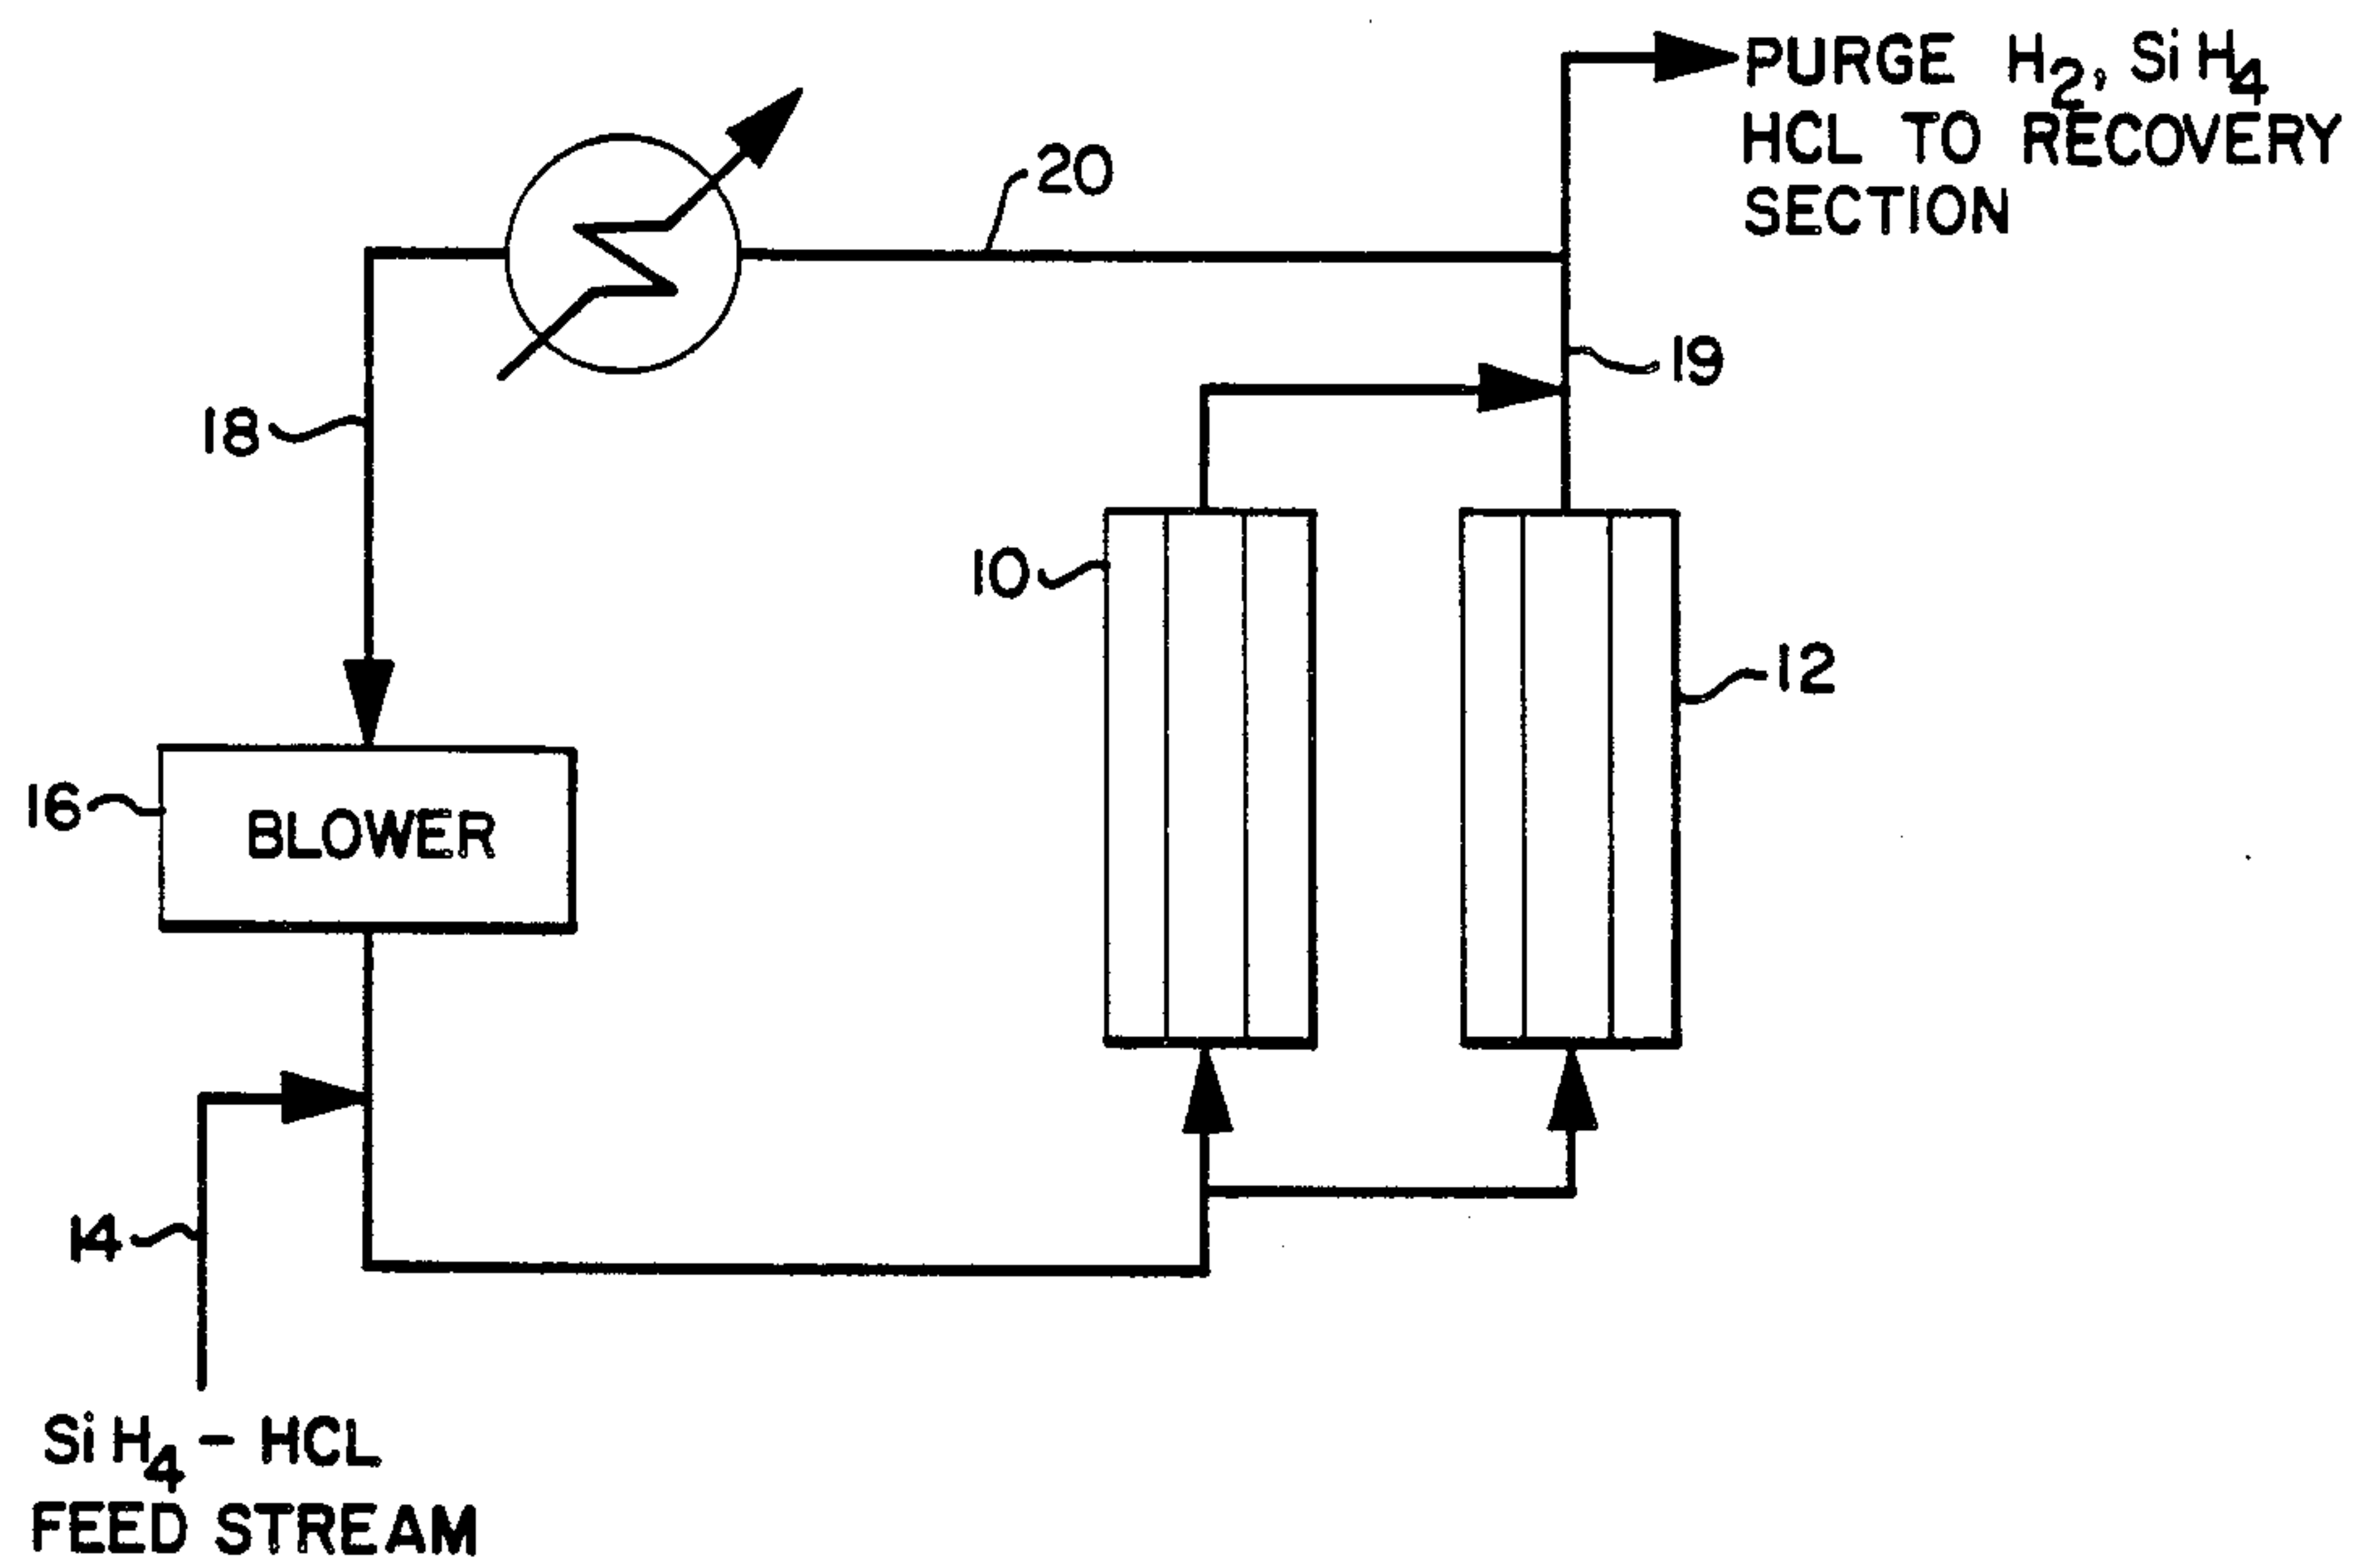 PURGE H2, SiH4
HCL TO RECOVERY
SECTION
20
19
18
10
12
16
BLOWER
14
SiH4 - HCL
FEED STREAM